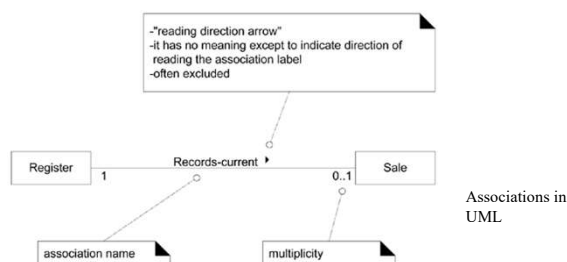 -"reading direction arrow"
-it has no meaning except to indicate direction of
reading the association label
-often excluded
Register
Records-current
Sale
1
0..1
Associations in
UML
association name
multiplicity